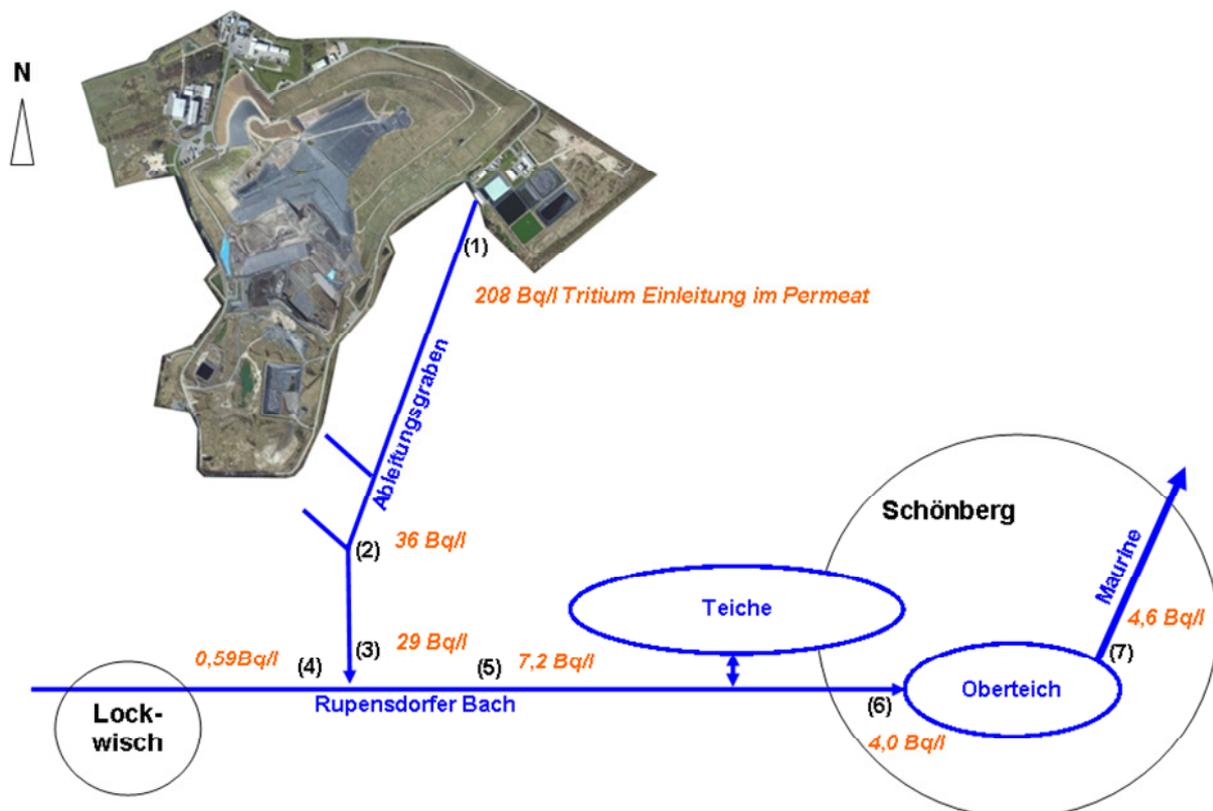 N
(1)
208 Bq/l Tritium Einleitung im Permeat
Ableitungsgraben
Schönberg
(2) 36 Bq/l
Maurine
Teiche
4,6 Bq/l
0,59Bq/l (4) (3) 29 Bq/l (5) 7,2 Bq/l
(7)
Rupensdorfer Bach
(6) Oberteich
Lock-
wisch
4,0 Bq/l